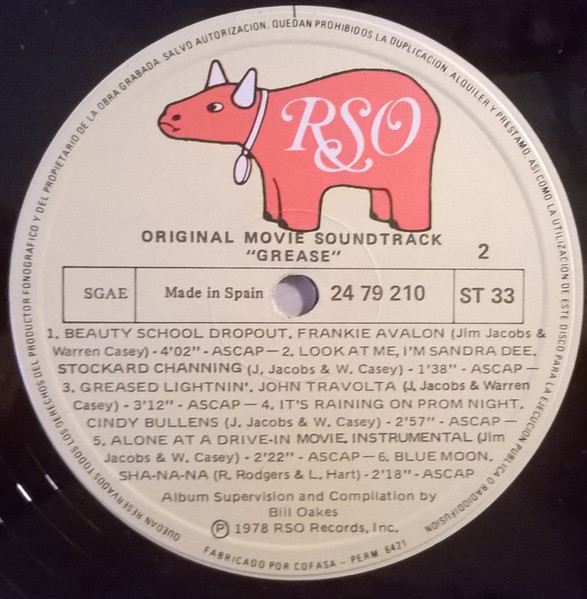 QUEDAN RESERVADOS TODOS LOS DERECHOS DEL PRODUCTOR FONOGRAFICO Y DEL PROPIETARIO DE LA OBRA GRABADA. SALVO AUTORIZACION, QUEDAN PROHIBIDOS LA DUPLICACION, ALQUILER Y PRESTAMO, ASI COMO LA UTILIZACION DE ESTE DISCO PARA LA EJECUCION PUBLICA O RADIODIFUSION
RSO
ORIGINAL MOVIE SOUNDTRACK
"GREASE"
2
SGAE Made in Spain 24 79 210 ST 33
1. BEAUTY SCHOOL DROPOUT. FRANKIE AVALON (Jim Jacobs &
Warren Casey) - 4'02" - ASCAP — 2. LOOK AT ME, I'M SANDRA DEE.
STOCKARD CHANNING (J. Jacobs & W. Casey) - 1'38" - ASCAP —
3. GREASED LIGHTNIN'. JOHN TRAVOLTA (J. Jacobs & Warren
Casey) - 3'12" - ASCAP — 4. IT'S RAINING ON PROM NIGHT.
CINDY BULLENS (J. Jacobs & W. Casey) - 2'57" - ASCAP —
5. ALONE AT A DRIVE-IN MOVIE, INSTRUMENTAL (Jim
Jacobs & W. Casey) - 2'22" - ASCAP — 6. BLUE MOON.
SHA-NA-NA (R. Rodgers & L. Hart) - 2'18" - ASCAP
Album Supervision and Compilation by
Bill Oakes
Ⓟ 1978 RSO Records, Inc.
FABRICADO POR COFASA - PERM. 6421